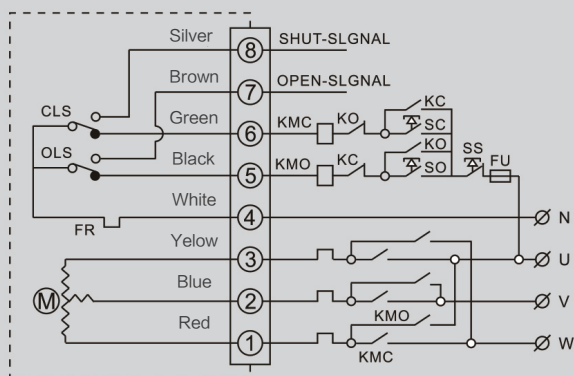 Silver 8 SHUT-SLGNAL
Brown 7 OPEN-SLGNAL
CLS Green 6 KMC KO KC SC
OLS Black 5 KMO KC KO SO SS FU
White 4 N
FR
Yelow 3 U
M Blue 2 V
KMO
Red 1 W
KMC